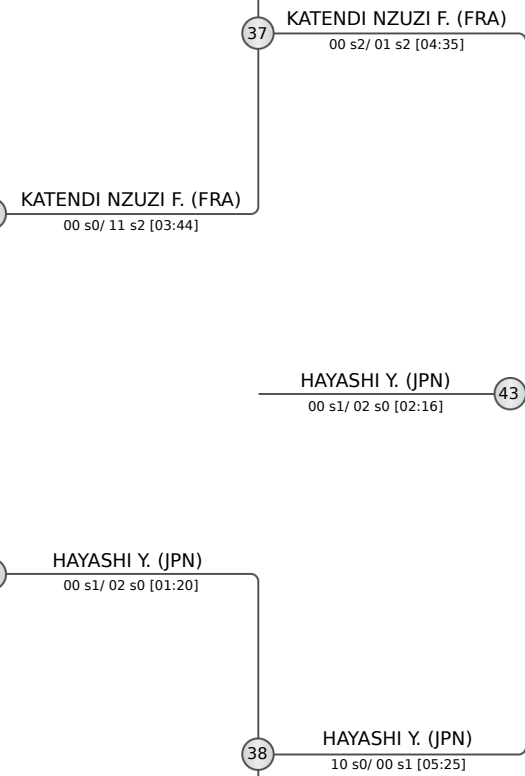 37
KATENDI NZUZI F. (FRA)
00 s2/ 01 s2 [04:35]
KATENDI NZUZI F. (FRA)
00 s0/ 11 s2 [03:44]
HAYASHI Y. (JPN)
00 s1/ 02 s0 [02:16]
43
HAYASHI Y. (JPN)
00 s1/ 02 s0 [01:20]
38
HAYASHI Y. (JPN)
10 s0/ 00 s1 [05:25]